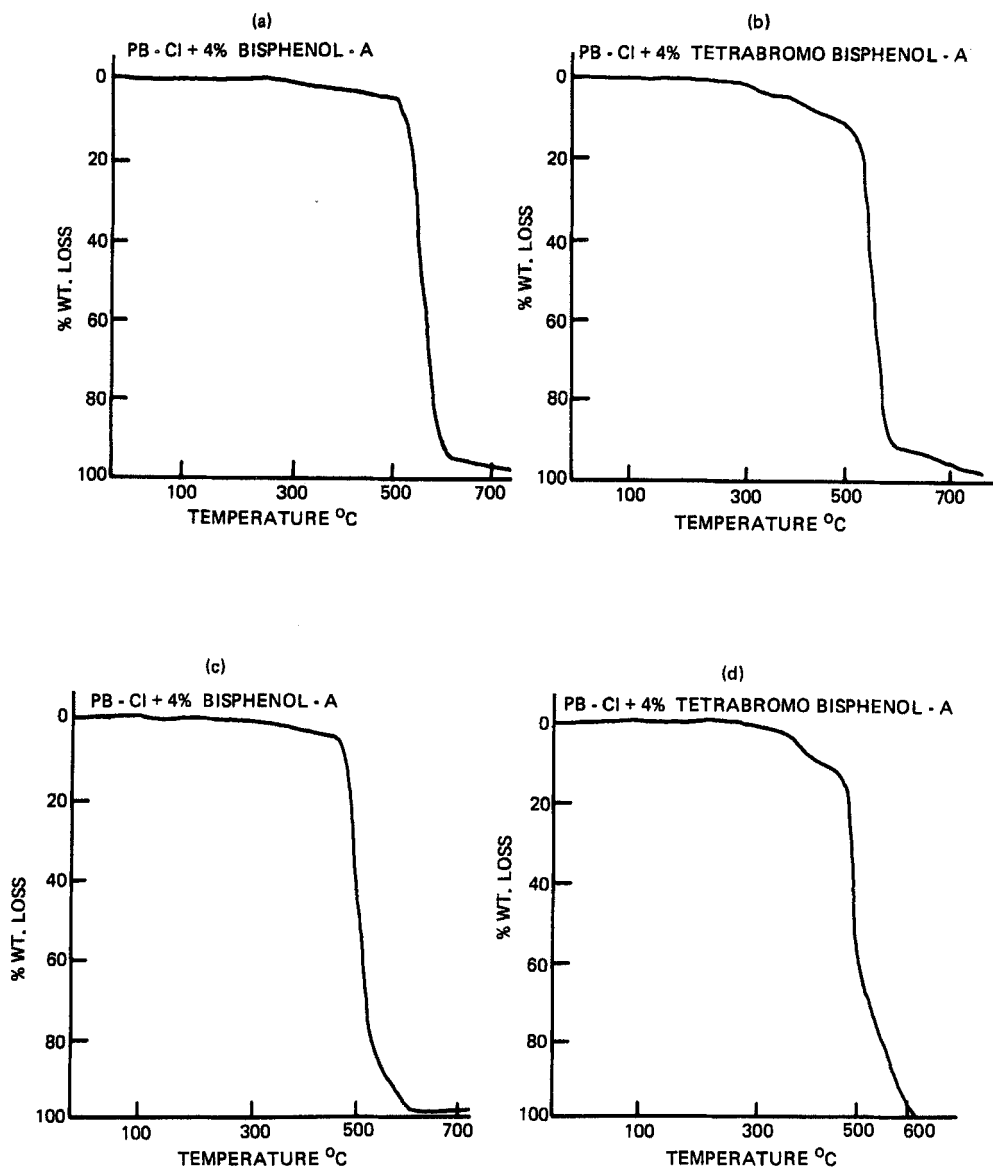 (a)
PB - Cl + 4% BISPHENOL - A
0
20
40
60
80
100
% WT. LOSS
100 300 500 700
TEMPERATURE °C
(b)
PB - Cl + 4% TETRABROMO BISPHENOL - A
0
20
40
60
80
100
% WT. LOSS
100 300 500 700
TEMPERATURE °C
(c)
PB - Cl + 4% BISPHENOL - A
0
20
40
60
80
100
% WT. LOSS
100 300 500 700
TEMPERATURE °C
(d)
PB - Cl + 4% TETRABROMO BISPHENOL - A
0
20
40
60
80
100
% WT. LOSS
100 300 500 600
TEMPERATURE °C